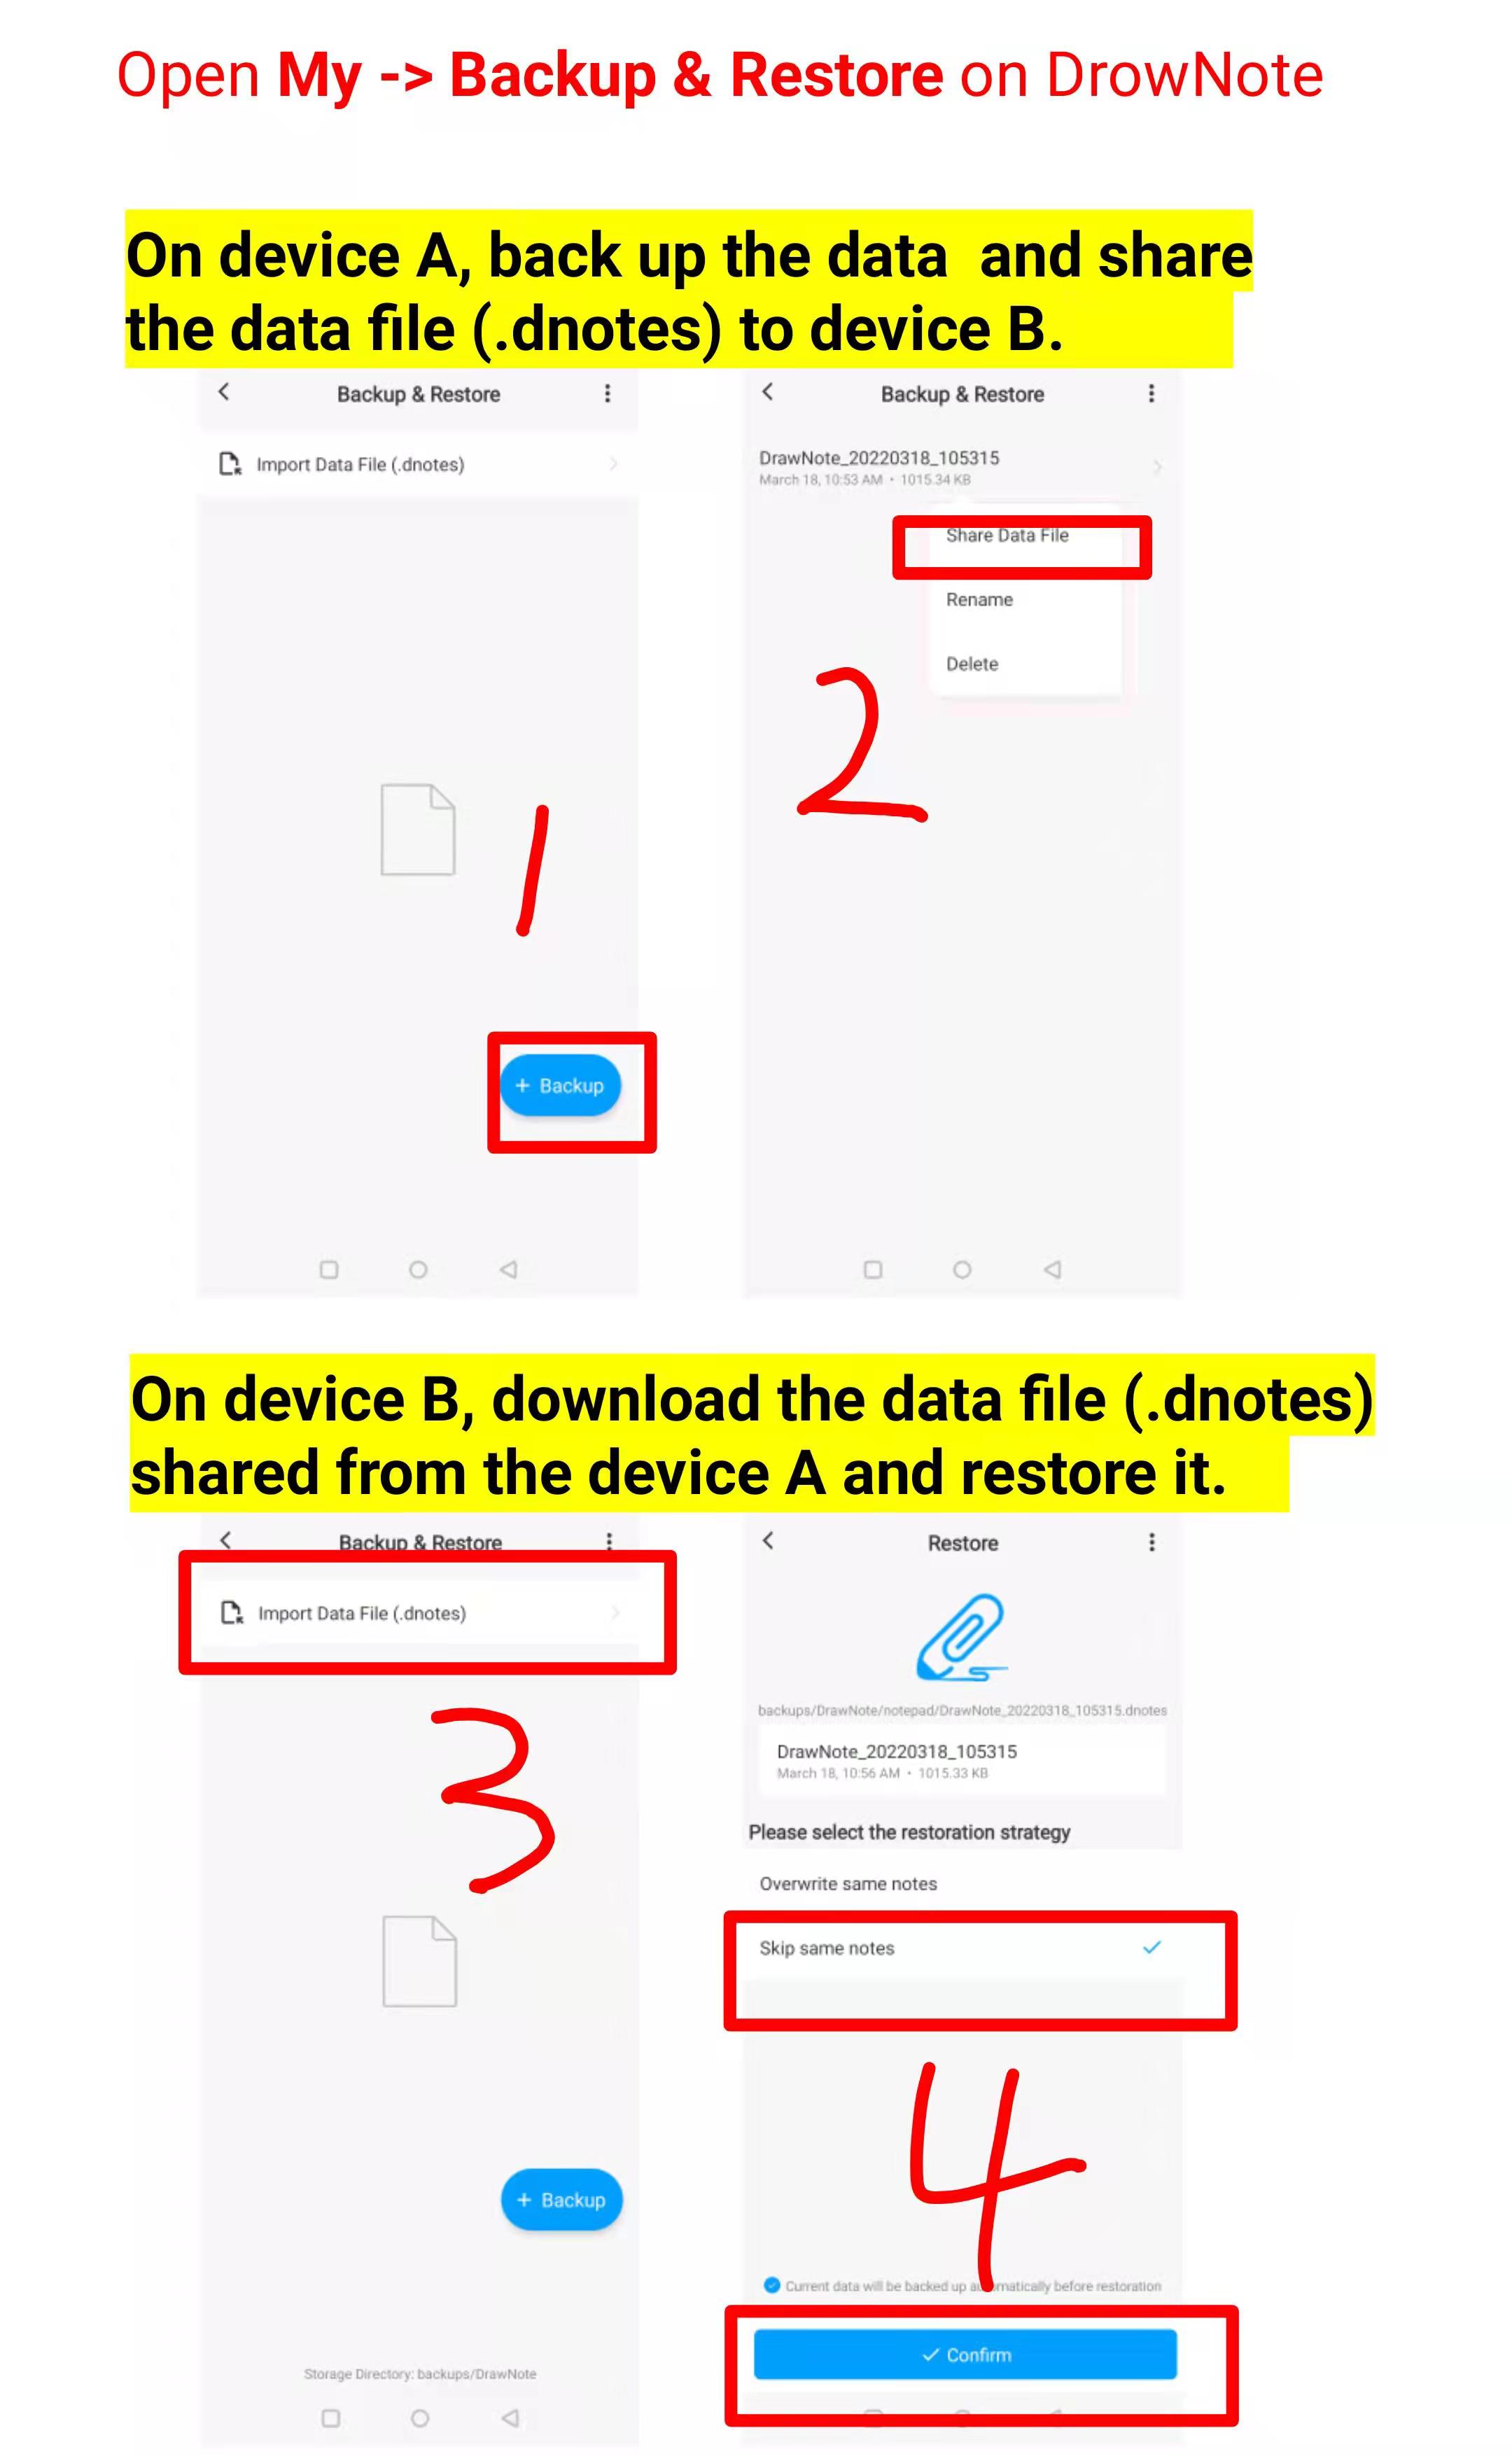 Open My -> Backup & Restore on DrowNote
On device A, back up the data  and share
the data file (.dnotes) to device B.
Backup & Restore
Import Data File (.dnotes)
1
+ Backup
Backup & Restore
DrawNote_20220318_105315
March 18, 10:53 AM • 1015.34 KB
Share Data File
Rename
Delete
2
On device B, download the data file (.dnotes)
shared from the device A and restore it.
Backup & Restore
Import Data File (.dnotes)
3
+ Backup
Storage Directory: backups/DrawNote
Restore
backups/DrawNote/notepad/DrawNote_20220318_105315.dnotes
DrawNote_20220318_105315
March 18, 10:56 AM • 1015.33 KB
Please select the restoration strategy
Overwrite same notes
Skip same notes
4
Current data will be backed up automatically before restoration
Confirm